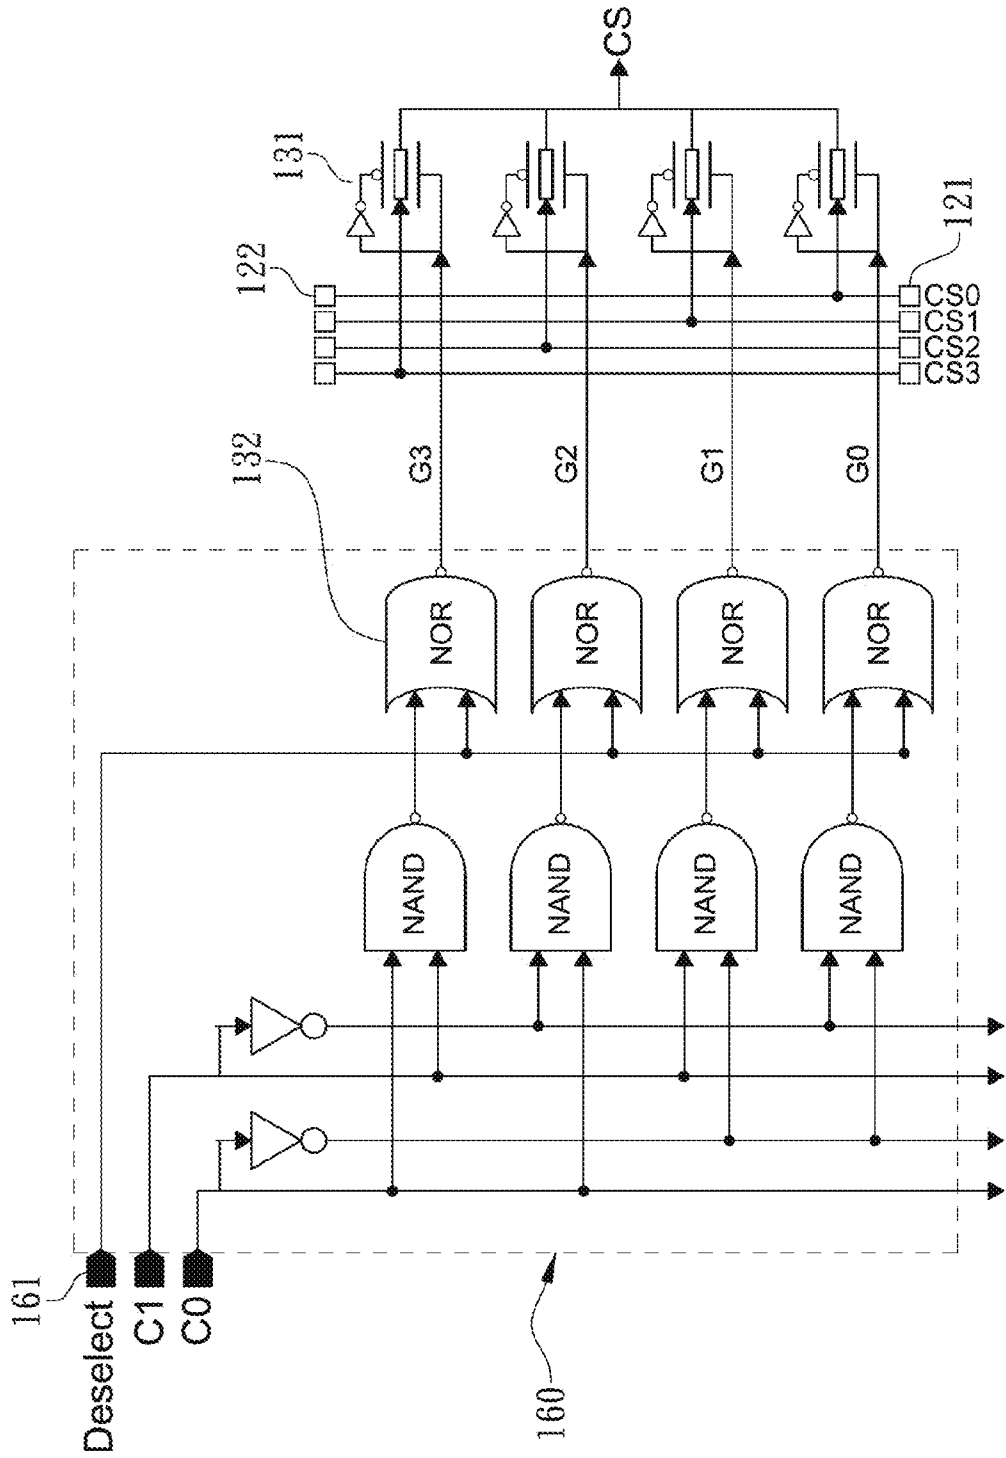 Deselect
C1
C0
161
160
NAND
NAND
NAND
NAND
NOR
NOR
NOR
NOR
132
G3
G2
G1
G0
122
131
CS3
CS2
CS1
CS0
121
CS